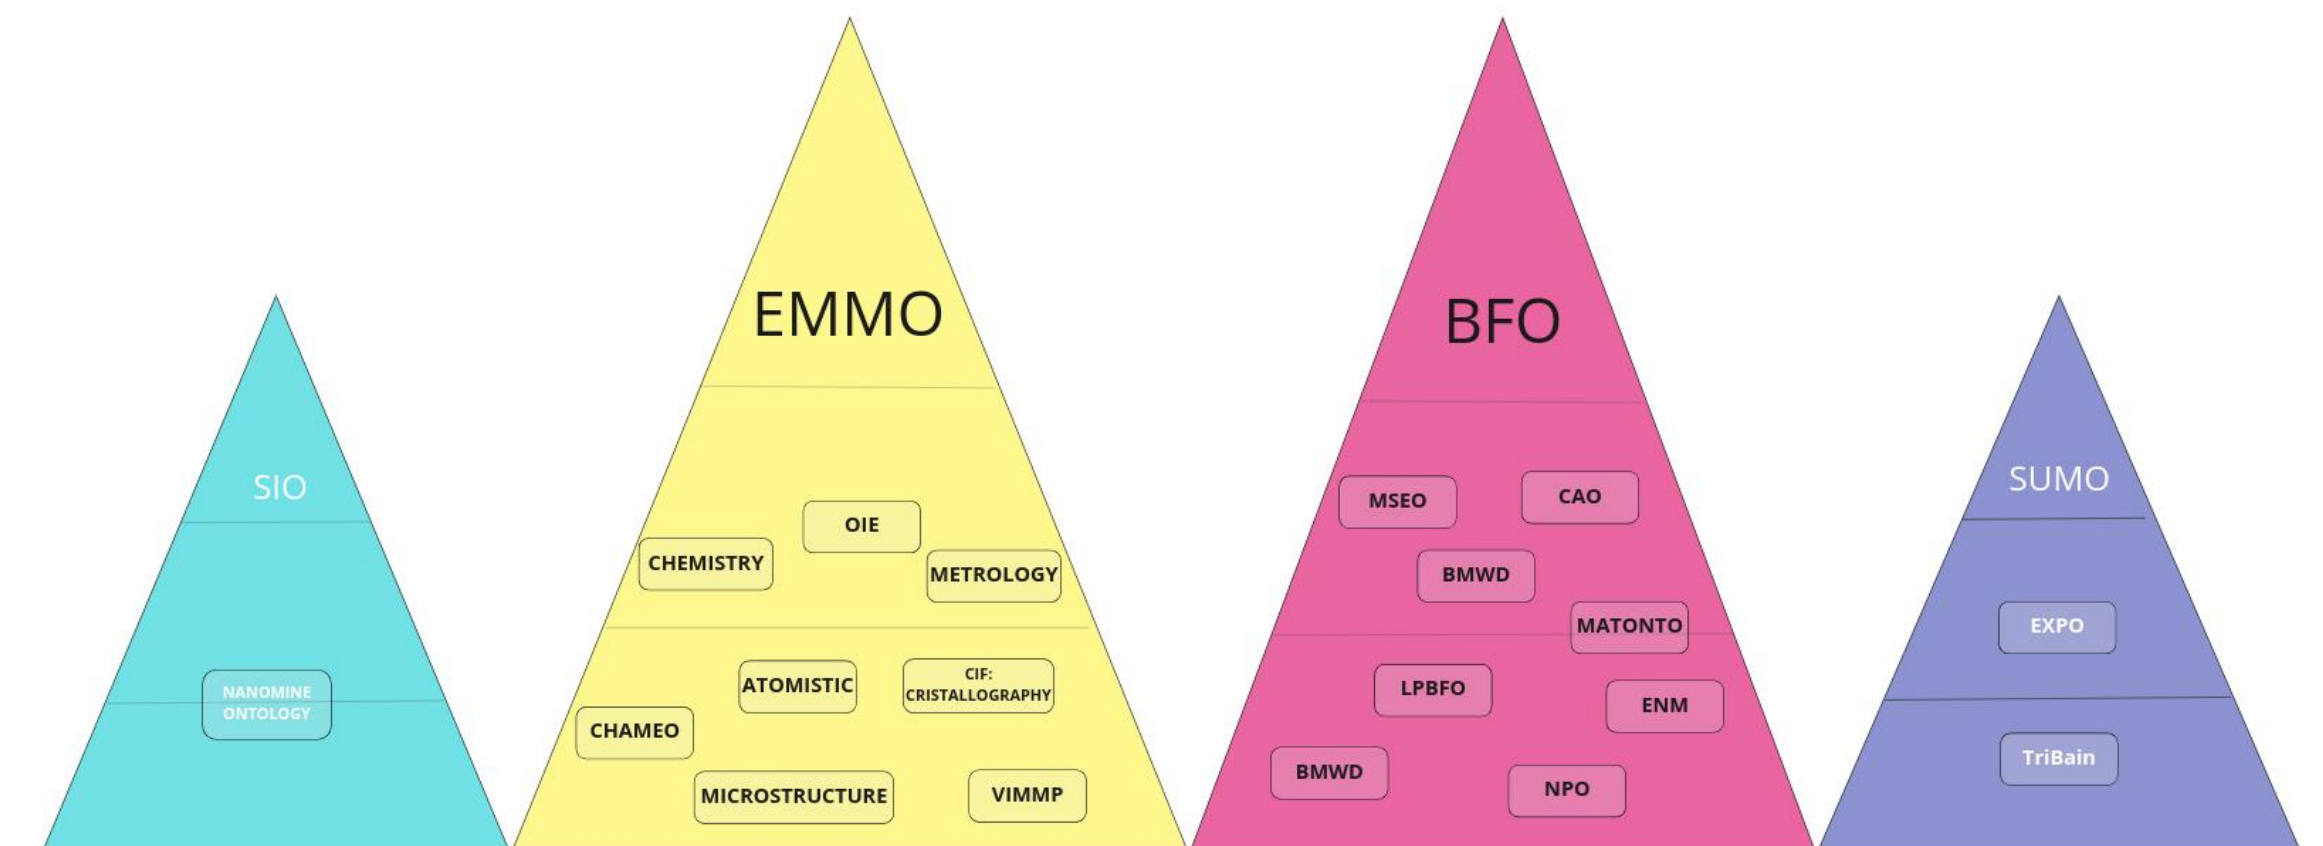 SIO
NANOMINE
ONTOLOGY
EMMO
OIE
CHEMISTRY
METROLOGY
ATOMISTIC
CIF:
CRISTALLOGRAPHY
CHAMEO
MICROSTRUCTURE
VIMMP
BFO
MSEO
CAO
BMWD
MATONTO
LPBFO
ENM
BMWD
NPO
SUMO
EXPO
TriBain